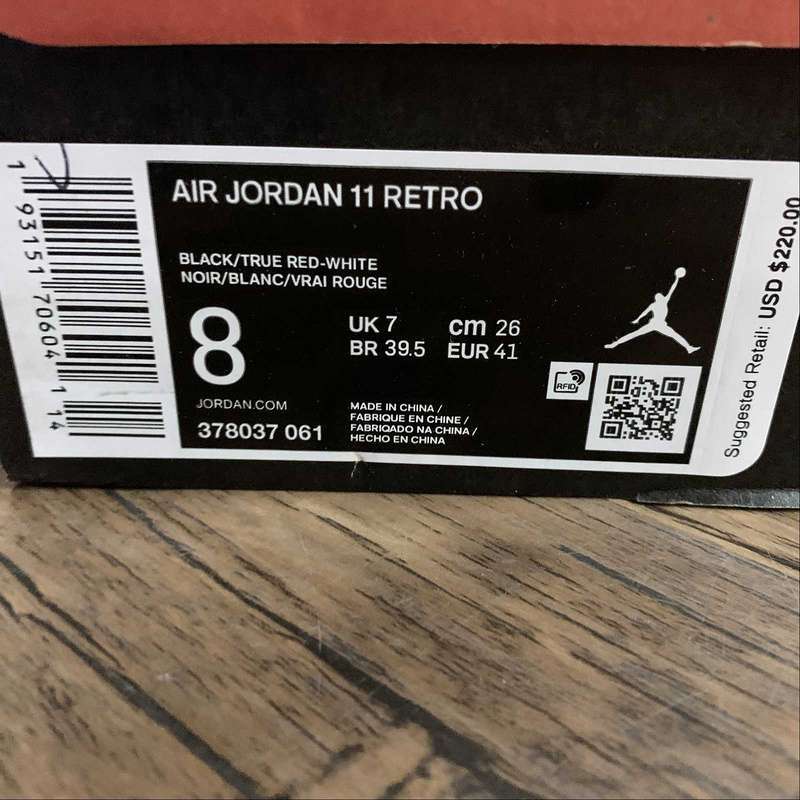 1 93151 70604 1 14
AIR JORDAN 11 RETRO
BLACK/TRUE RED-WHITE
NOIR/BLANC/VRAI ROUGE
8
UK 7 cm 26
BR 39.5 EUR 41
JORDAN.COM
378037 061
MADE IN CHINA /
FABRIQUE EN CHINE /
FABRIQADO NA CHINA /
HECHO EN CHINA
RFID
Suggested Retail: USD $220.00